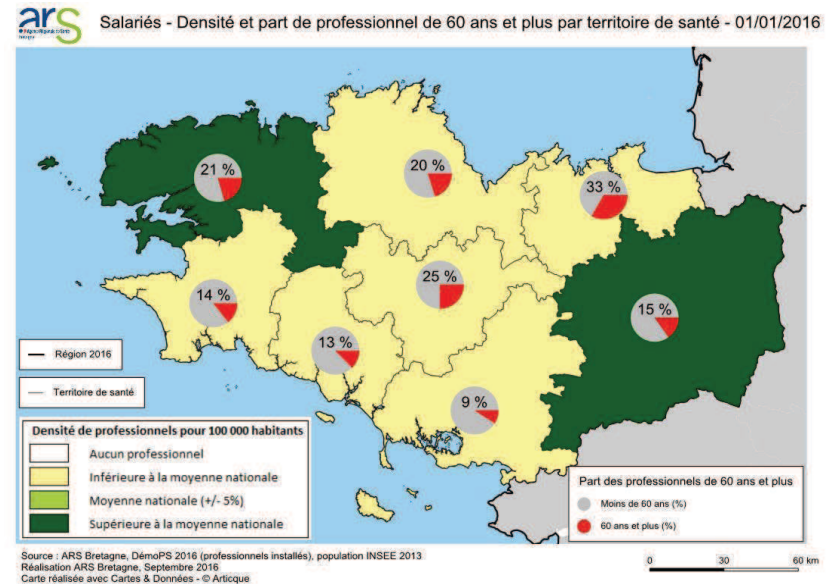 ars
Salariés - Densité et part de professionnel de 60 ans et plus par territoire de santé - 01/01/2016
21 %
20 %
33 %
25 %
14 %
15 %
13 %
9 %
Région 2016
Territoire de santé
Densité de professionnels pour 100 000 habitants
Aucun professionnel
Inférieure à la moyenne nationale
Moyenne nationale (+/- 5%)
Supérieure à la moyenne nationale
Part des professionnels de 60 ans et plus
Moins de 60 ans (%)
60 ans et plus (%)
Source : ARS Bretagne, DémoPS 2016 (professionnels installés), population INSEE 2013
Réalisation ARS Bretagne, Septembre 2016
Carte réalisée avec Cartes & Données - © Articque
0 30 60 km